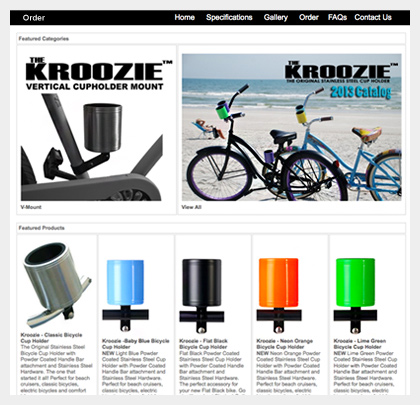 Order
Home Specifications Gallery Order FAQs Contact Us
Featured Categories
THE
KROOZIE™
VERTICAL CUPHOLDER MOUNT
THE
KROOZIE™
THE ORIGINAL STAINLESS STEEL CUP HOLDER
2013 Catalog
V-Mount
View All
Featured Products
Kroozie - Classic Bicycle
Cup Holder
The Original Stainless Steel
Bicycle Cup Holder with
Powder Coated Handle Bar
attachment and Stainless Steel
Hardware. The one that
started it all! Perfect for beach
cruisers, classic bicycles,
electric bicycles and comfort
Kroozie -Baby Blue Bicycle
Cup Holder
NEW Light Blue Powder
Coated Stainless Steel Cup
Cup Holder with Powder
Coated Handle Bar
attachment and Stainless
Steel Hardware. Perfect for
beach cruisers, classic
bicycles, electric bicycles
Kroozie - Flat Black
Bicycle Cup Holder
Flat Black Powder Coated
Stainless Steel Cup Holder
with Powder Coated Handle
Bar attachment and
Stainless Steel Hardware.
The perfect accessory for
your new Flat Black bike. Go
Kroozie - Neon Orange
Bicycle Cup Holder
NEW Neon Orange Powder
Coated Stainless Steel Cup
Holder with Powder Coated
Handle Bar attachment and
Stainless Steel Hardware.
Perfect for beach cruisers,
classic bicycles, electric
Kroozie - Lime Green
Bicycle Cup Holder
NEW Lime Green Powder
Coated Stainless Steel Cup
Holder with Powder Coated
Handle Bar attachment and
Stainless Steel Hardware.
Perfect for beach cruisers,
classic bicycles, electric